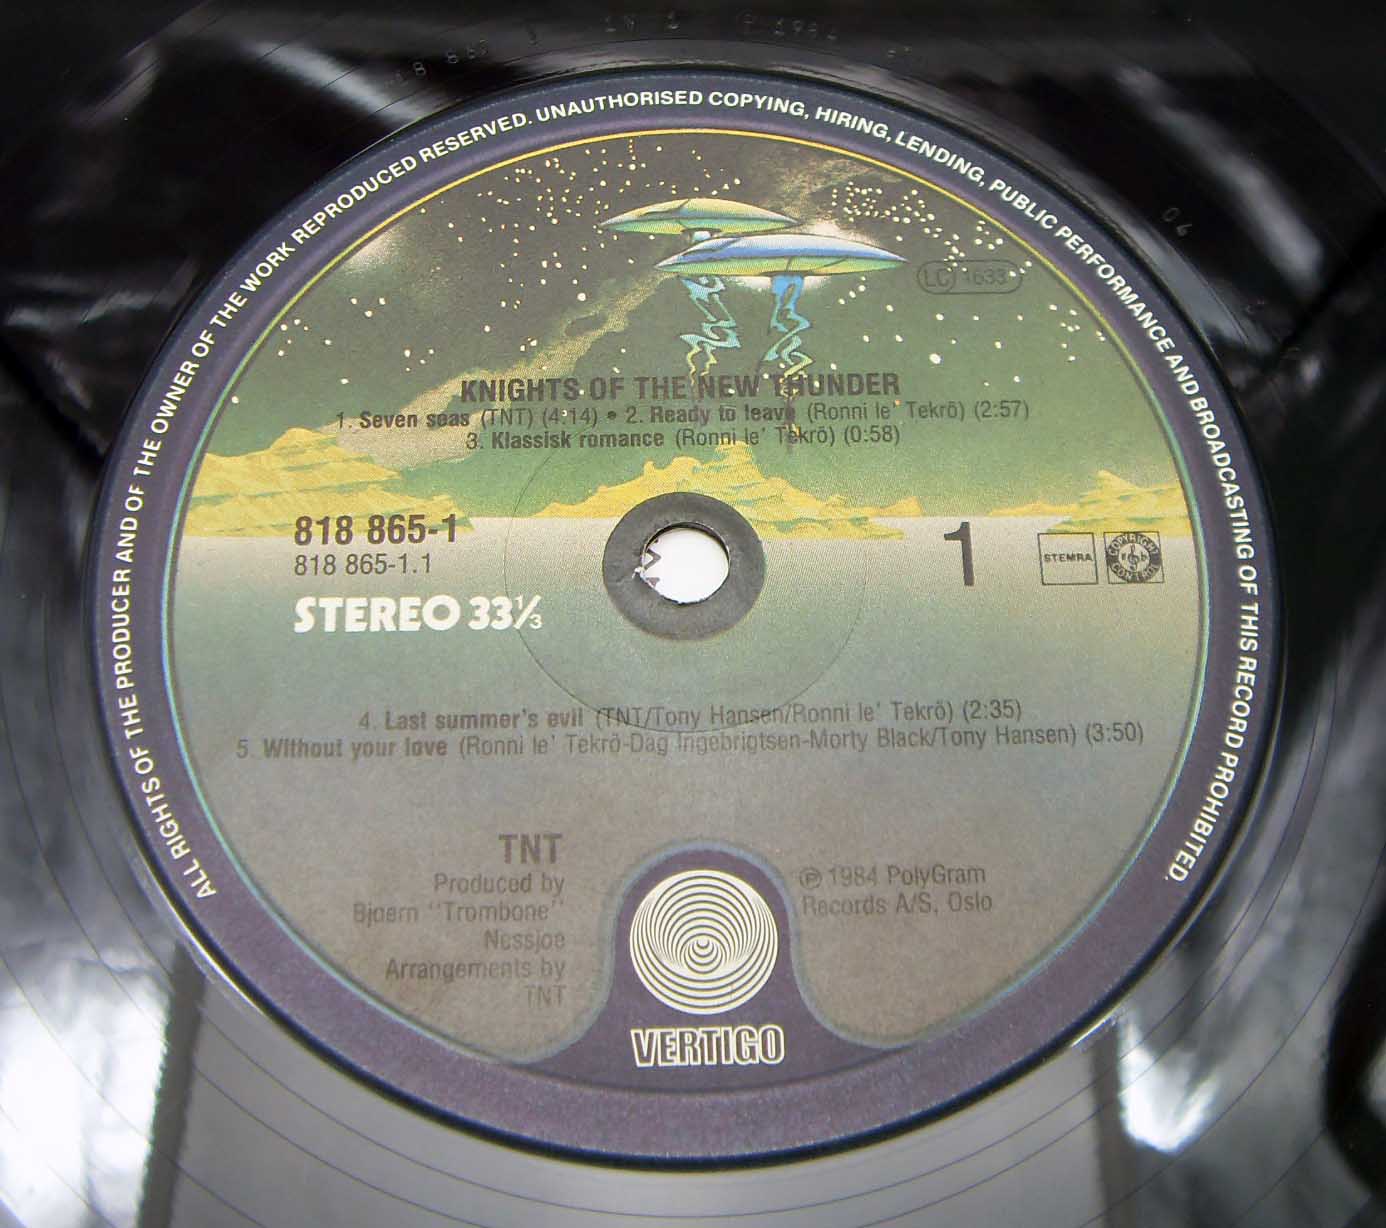 ALL RIGHTS OF THE PRODUCER AND OF THE OWNER OF THE WORK REPRODUCED RESERVED. UNAUTHORISED COPYING, HIRING, LENDING, PUBLIC PERFORMANCE AND BROADCASTING OF THIS RECORD PROHIBITED.
LC 1633
KNIGHTS OF THE NEW THUNDER
1. Seven seas (TNT) (4:14) • 2. Ready to leave (Ronni le' Tekrö) (2:57)
3. Klassisk romance (Ronni le' Tekrö) (0:58)
818 865-1
818 865-1.1
STEREO 33⅓
1
STEMRA
COPYRIGHT CONTROL
4. Last summer's evil (TNT/Tony Hansen/Ronni le' Tekrö) (2:35)
5. Without your love (Ronni le' Tekrö-Dag Ingebrigtsen-Morty Black/Tony Hansen) (3:50)
TNT
Produced by
Bjoern "Trombone"
Nessjoe
Arrangements by
TNT
℗ 1984 PolyGram
Records A/S, Oslo
VERTIGO